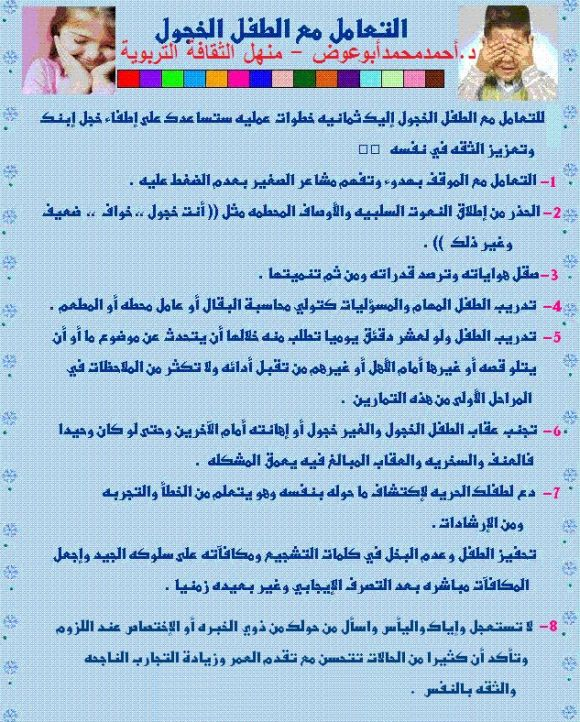 التعامل مع الطفل الخجول
د.أحمدمحمدأبوعوض - منهل الثقافة التربوية
للتعامل مع الطفل الخجول إليك ثمانيه خطوات عمليه ستساعدك على إطفاء خجل إبنك
وتعزيز الثقه في نفسه
1- التعامل مع الموقف بهدوء وتفهم مشاعر الصغير بعدم الضغط عليه .
2- الحذر من إطلاق النعوت السلبيه والأوصاف المحطمه مثل (( أنت خجول ،، خواف ،، ضعيف
وغير ذلك )) .
3- صقل هواياته وترصد قدراته ومن ثم تنميتها .
4- تدريب الطفل المهام والمسؤليات كتولي محاسبة البقال أو عامل محطه أو المطعم .
5- تدريب الطفل ولو لعشر دقئق يوميا تطلب منه خلالها أن يتحدث عن موضوع ما أو أن
يتلو قصه أو غيرها أمام الأهل أو غيرهم من تقبل أدائه ولا تكثر من الملاحظات في
المراحل الأولى من هذه التمارين .
6- تجنب عقاب الطفل الخجول والغير خجول أو إهانته أمام الآخرين وحتى لو كان وحيدا
فالعنف والسخريه والعقاب المبالغ فيه يعمق المشكله .
7- دع لطفلك الحريه لإكتشاف ما حوله بنفسه وهو يتعلم من الخطأ والتجربه
ومن الإرشادات .
تحفيز الطفل وعدم البخل في كلمات التشجيع ومكافآته على سلوكه الجيد وإجعل
المكافآت مباشره بعد التصرف الإيجابي وغير بعيده زمنيا .
8- لا تستعجل وإياك واليأس واسأل من حولك من ذوي الخبره أو الإختصاص عند اللزوم
وتأكد أن كثيرا من الحالات تتحسن مع تقدم العمر وزيادة التجارب الناجحه
والثقه بالنفس .